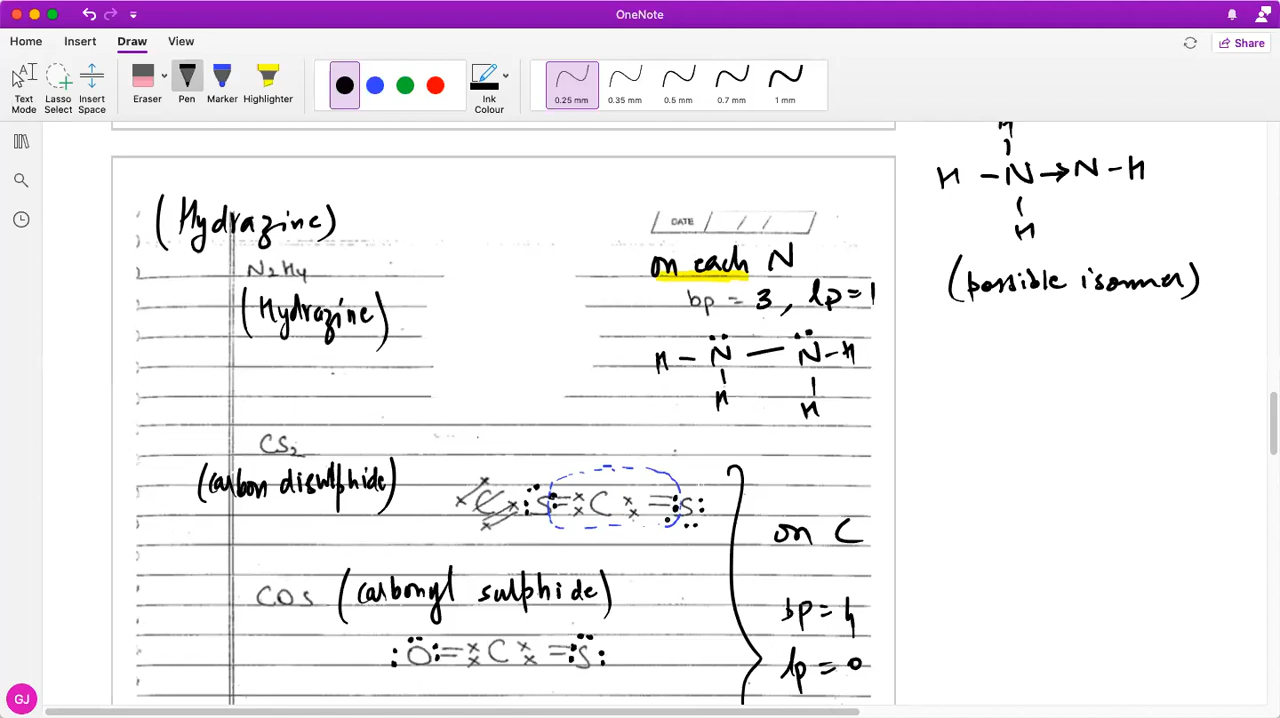 OneNote
Home Insert Draw View
Share
Text Mode
Lasso Select
Insert Space
Eraser
Pen
Marker
Highlighter
Ink Colour
0.25 mm
0.35 mm
0.5 mm
0.7 mm
1 mm
H
H – N → N – H
H
(possible isomer)
(Hydrazine)
DATE
N2H4
(Hydrazine)
on each N
bp = 3, lp = 1
H – N — N – H
H H
CS2
(carbon disulphide)
C S = C = S
on C
bp = 4
lp = 0
COS (carbonyl sulphide)
O = C = S
GJ